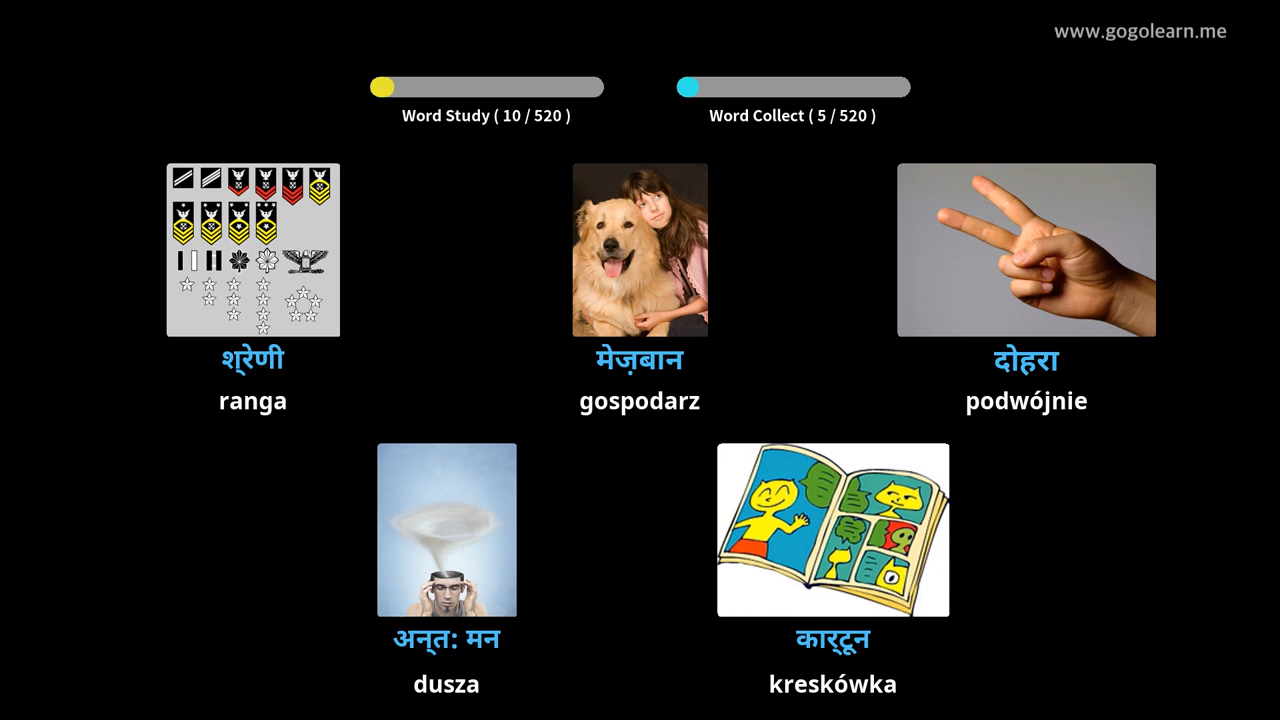 www.gogolearn.me
Word Study ( 10 / 520 )
Word Collect ( 5 / 520 )
श्रेणी
मेज़बान
दोहरा
ranga
gospodarz
podwójnie
अन्त: मन
कार्टून
dusza
kreskówka